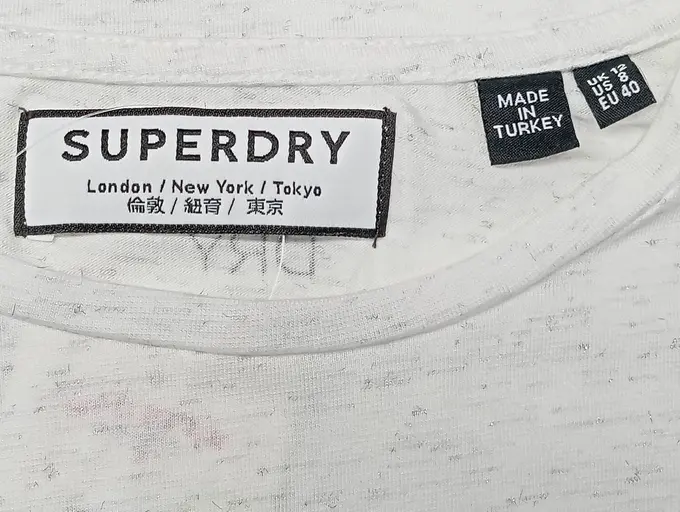 SUPERDRY
London / New York / Tokyo
倫敦 / 紐育 / 東京
MADE
IN
TURKEY
UK 12
US 8
EU 40
DRY